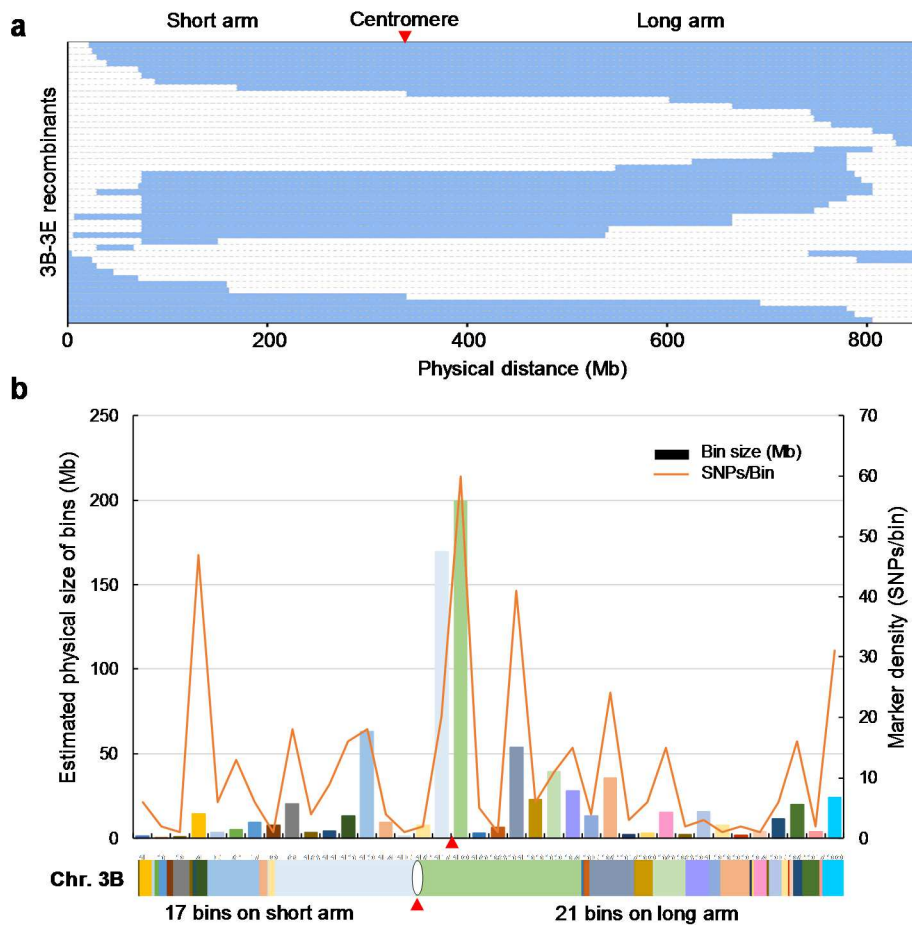 a
Short arm
Centromere
Long arm
3B-3E recombinants
0
200
400
600
800
Physical distance (Mb)
b
Estimated physical size of bins (Mb)
250
200
150
100
50
0
Bin size (Mb)
SNPs/Bin
70
60
50
40
30
20
10
0
Marker density (SNPs/bin)
Chr. 3B
17 bins on short arm
21 bins on long arm